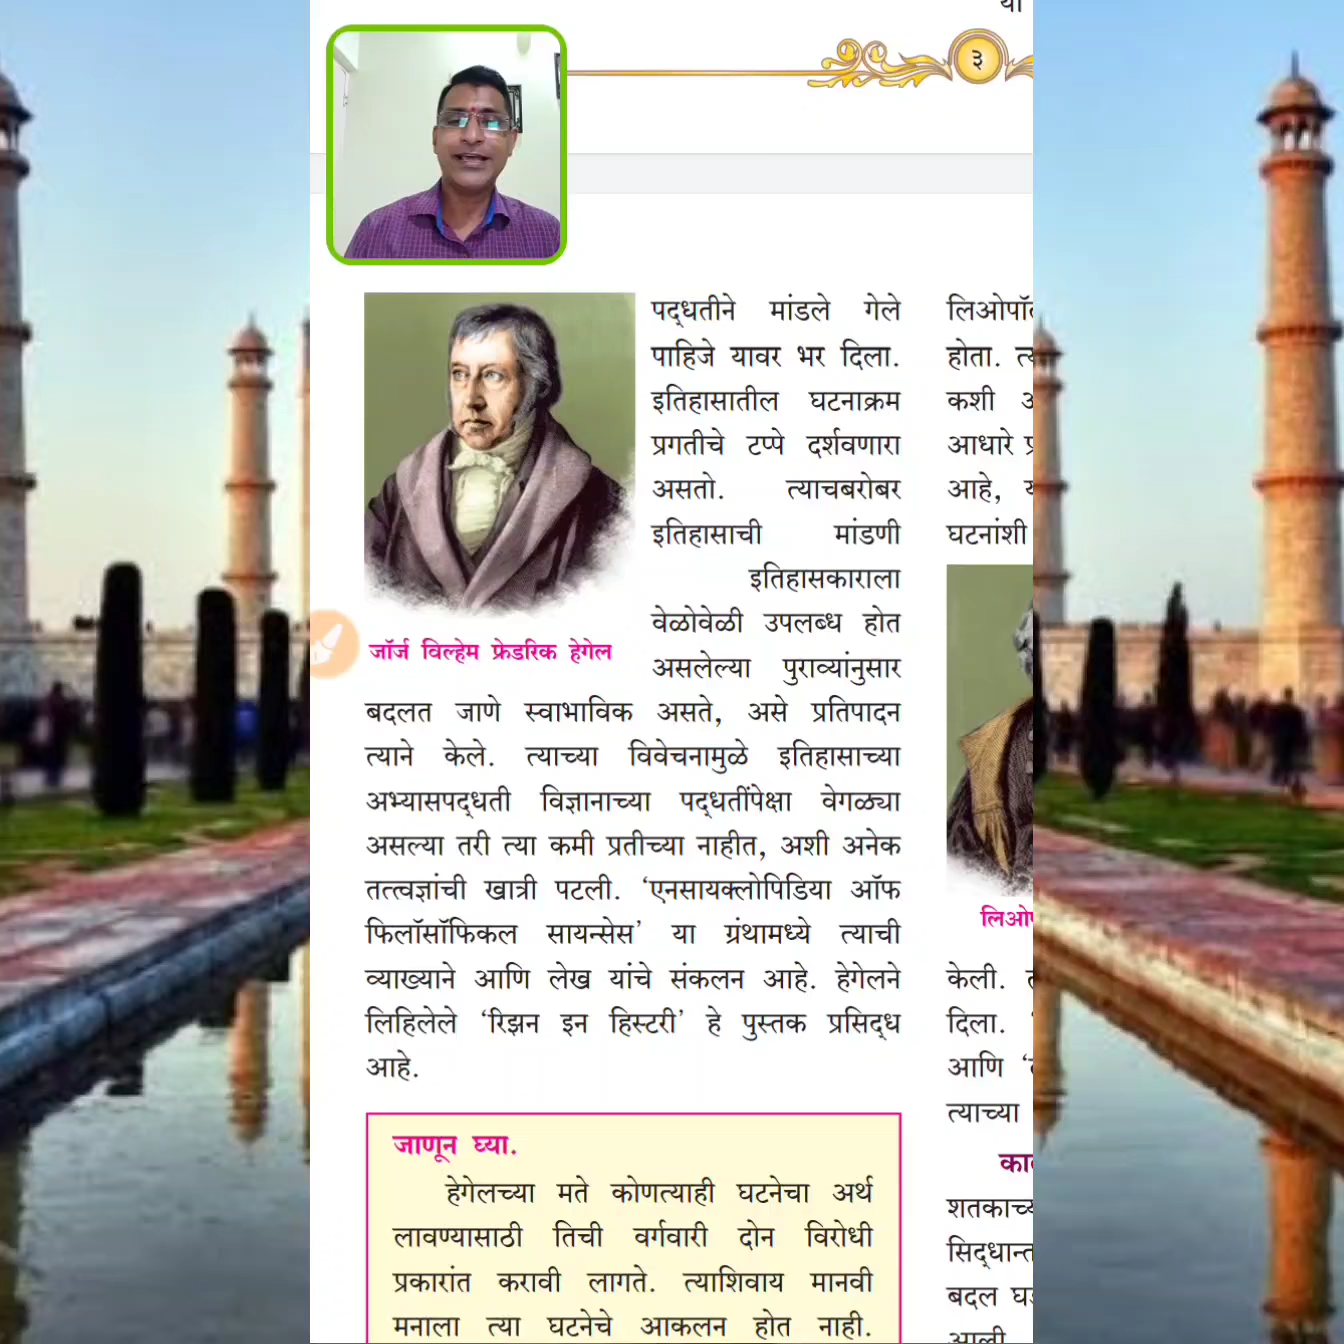 या
३
पद्धतीने मांडले गेले
पाहिजे यावर भर दिला.
इतिहासातील घटनाक्रम
प्रगतीचे टप्पे दर्शवणारा
असतो. त्याचबरोबर
इतिहासाची मांडणी
इतिहासकाराला
वेळोवेळी उपलब्ध होत
असलेल्या पुराव्यांनुसार
जॉर्ज विल्हेम फ्रेडरिक हेगेल
बदलत जाणे स्वाभाविक असते, असे प्रतिपादन
त्याने केले. त्याच्या विवेचनामुळे इतिहासाच्या
अभ्यासपद्धती विज्ञानाच्या पद्धतींपेक्षा वेगळ्या
असल्या तरी त्या कमी प्रतीच्या नाहीत, अशी अनेक
तत्त्वज्ञांची खात्री पटली. ‘एनसायक्लोपिडिया ऑफ
फिलॉसॉफिकल सायन्सेस’ या ग्रंथामध्ये त्याची
व्याख्याने आणि लेख यांचे संकलन आहे. हेगेलने
लिहिलेले ‘रिझन इन हिस्टरी’ हे पुस्तक प्रसिद्ध
आहे.
जाणून घ्या.
हेगेलच्या मते कोणत्याही घटनेचा अर्थ
लावण्यासाठी तिची वर्गवारी दोन विरोधी
प्रकारांत करावी लागते. त्याशिवाय मानवी
मनाला त्या घटनेचे आकलन होत नाही.
होता.
कशी
आधारे
आहे,
घटनांशी
केली.
दिला.
आणि
त्याच्या
बदल
आली